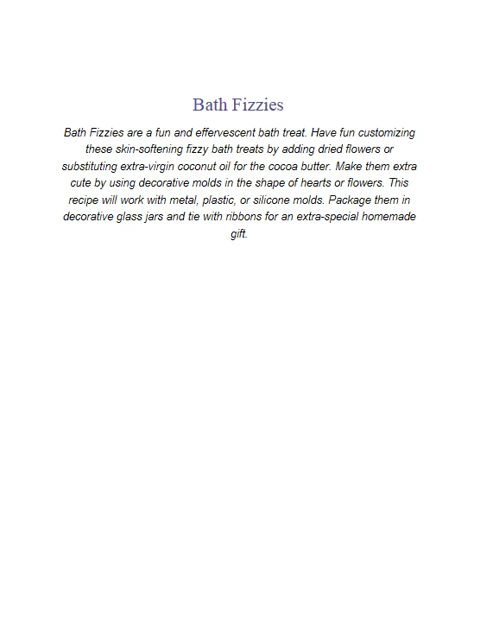 Bath Fizzies
Bath Fizzies are a fun and effervescent bath treat. Have fun customizing
these skin-softening fizzy bath treats by adding dried flowers or
substituting extra-virgin coconut oil for the cocoa butter. Make them extra
cute by using decorative molds in the shape of hearts or flowers. This
recipe will work with metal, plastic, or silicone molds. Package them in
decorative glass jars and tie with ribbons for an extra-special homemade
gift.